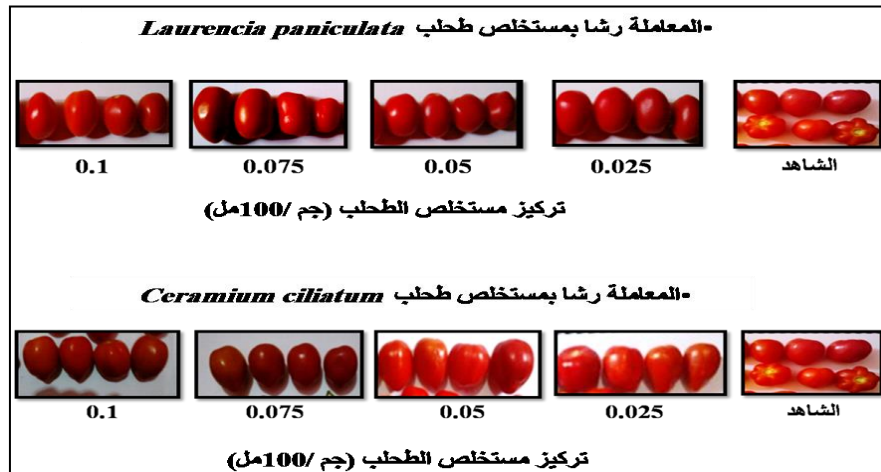 -المعاملة رشا بمستخلص طحلب Laurencia paniculata
الشاهد 0.025 0.05 0.075 0.1
تركيز مستخلص الطحلب (جم /100مل)
-المعاملة رشا بمستخلص طحلب Ceramium ciliatum
الشاهد 0.025 0.05 0.075 0.1
تركيز مستخلص الطحلب (جم /100مل)